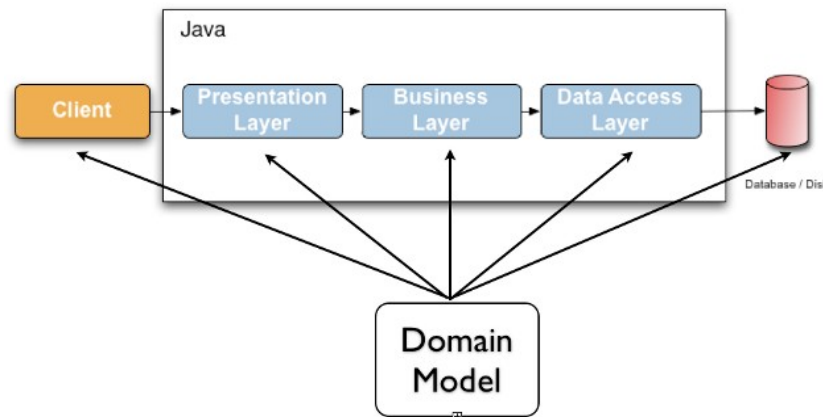 Java
Client
Presentation
Layer
Business
Layer
Data Access
Layer
Database / Dis
Domain
Model